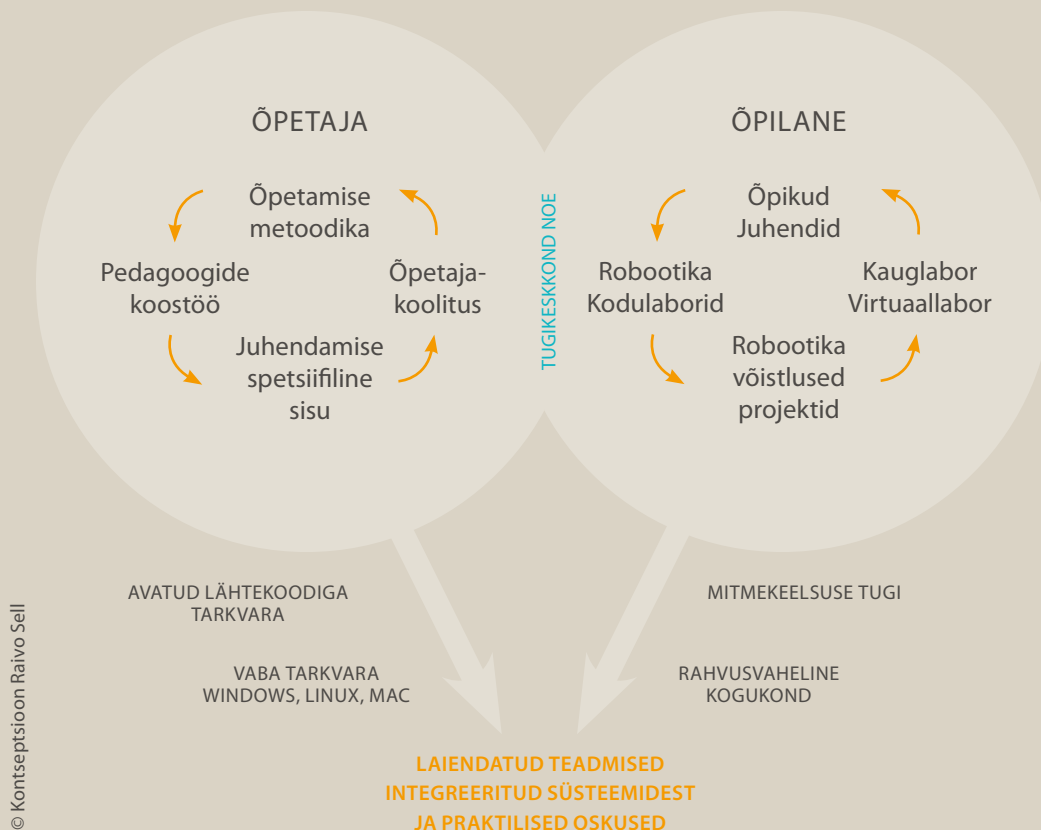 ÕPETAJA
Õpetamise
metoodika
Pedagoogide
koostöö
Õpetaja-
koolitus
Juhendamise
spetsiifiline
sisu
TUGIKESKKOND NOE
ÕPILANE
Õpikud
Juhendid
Robootika
Kodulaborid
Kauglabor
Virtuaallabor
Robootika
võistlused
projektid
AVATUD LÄHTEKOODIGA
TARKVARA
VABA TARKVARA
WINDOWS, LINUX, MAC
MITMEKEELSUSE TUGI
RAHVUSVAHELINE
KOGUKOND
LAIENDATUD TEADMISED
INTEGREERITUD SÜSTEEMIDEST
JA PRAKTILISED OSKUSED
© Kontseptsioon Raivo Sell